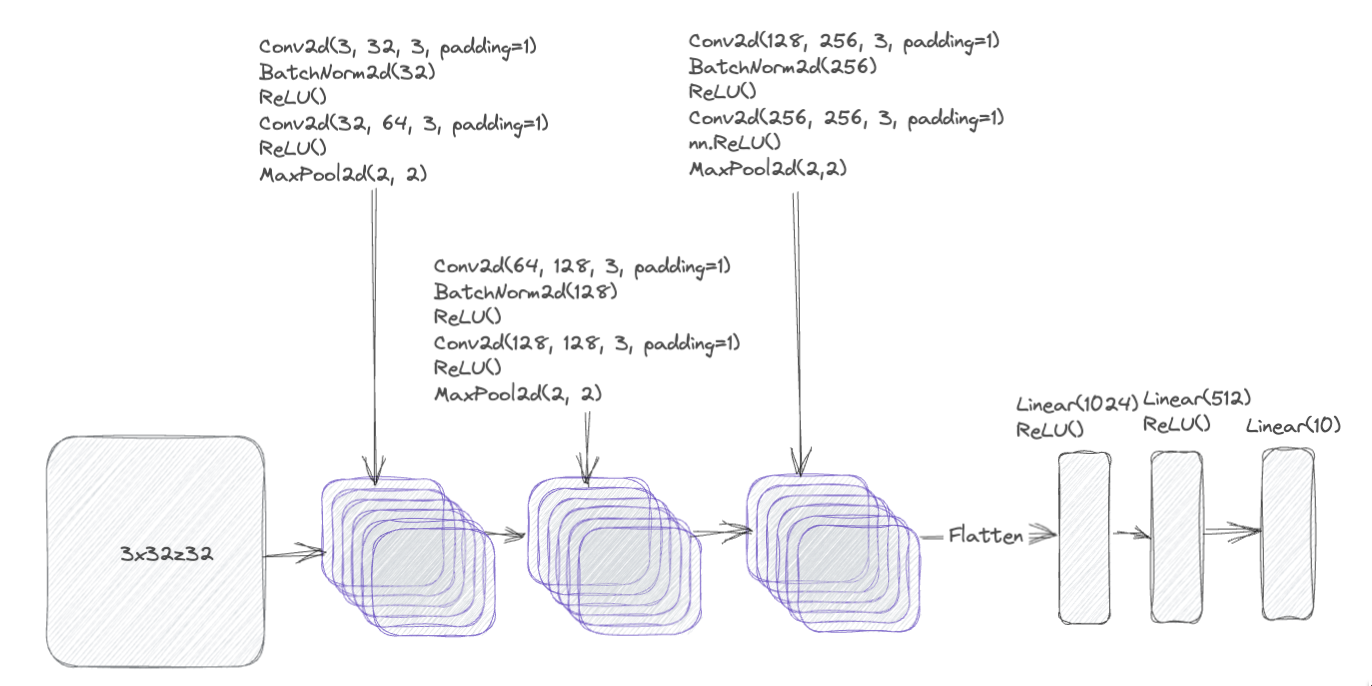 Conv2d(3, 32, 3, padding=1)
BatchNorm2d(32)
ReLU()
Conv2d(32, 64, 3, padding=1)
ReLU()
MaxPool2d(2, 2)
Conv2d(128, 256, 3, padding=1)
BatchNorm2d(256)
ReLU()
Conv2d(256, 256, 3, padding=1)
nn.ReLU()
MaxPool2d(2,2)
Conv2d(64, 128, 3, padding=1)
BatchNorm2d(128)
ReLU()
Conv2d(128, 128, 3, padding=1)
ReLU()
MaxPool2d(2, 2)
Linear(1024)
ReLU()
Linear(512)
ReLU()
Linear(10)
3x32z32
Flatten